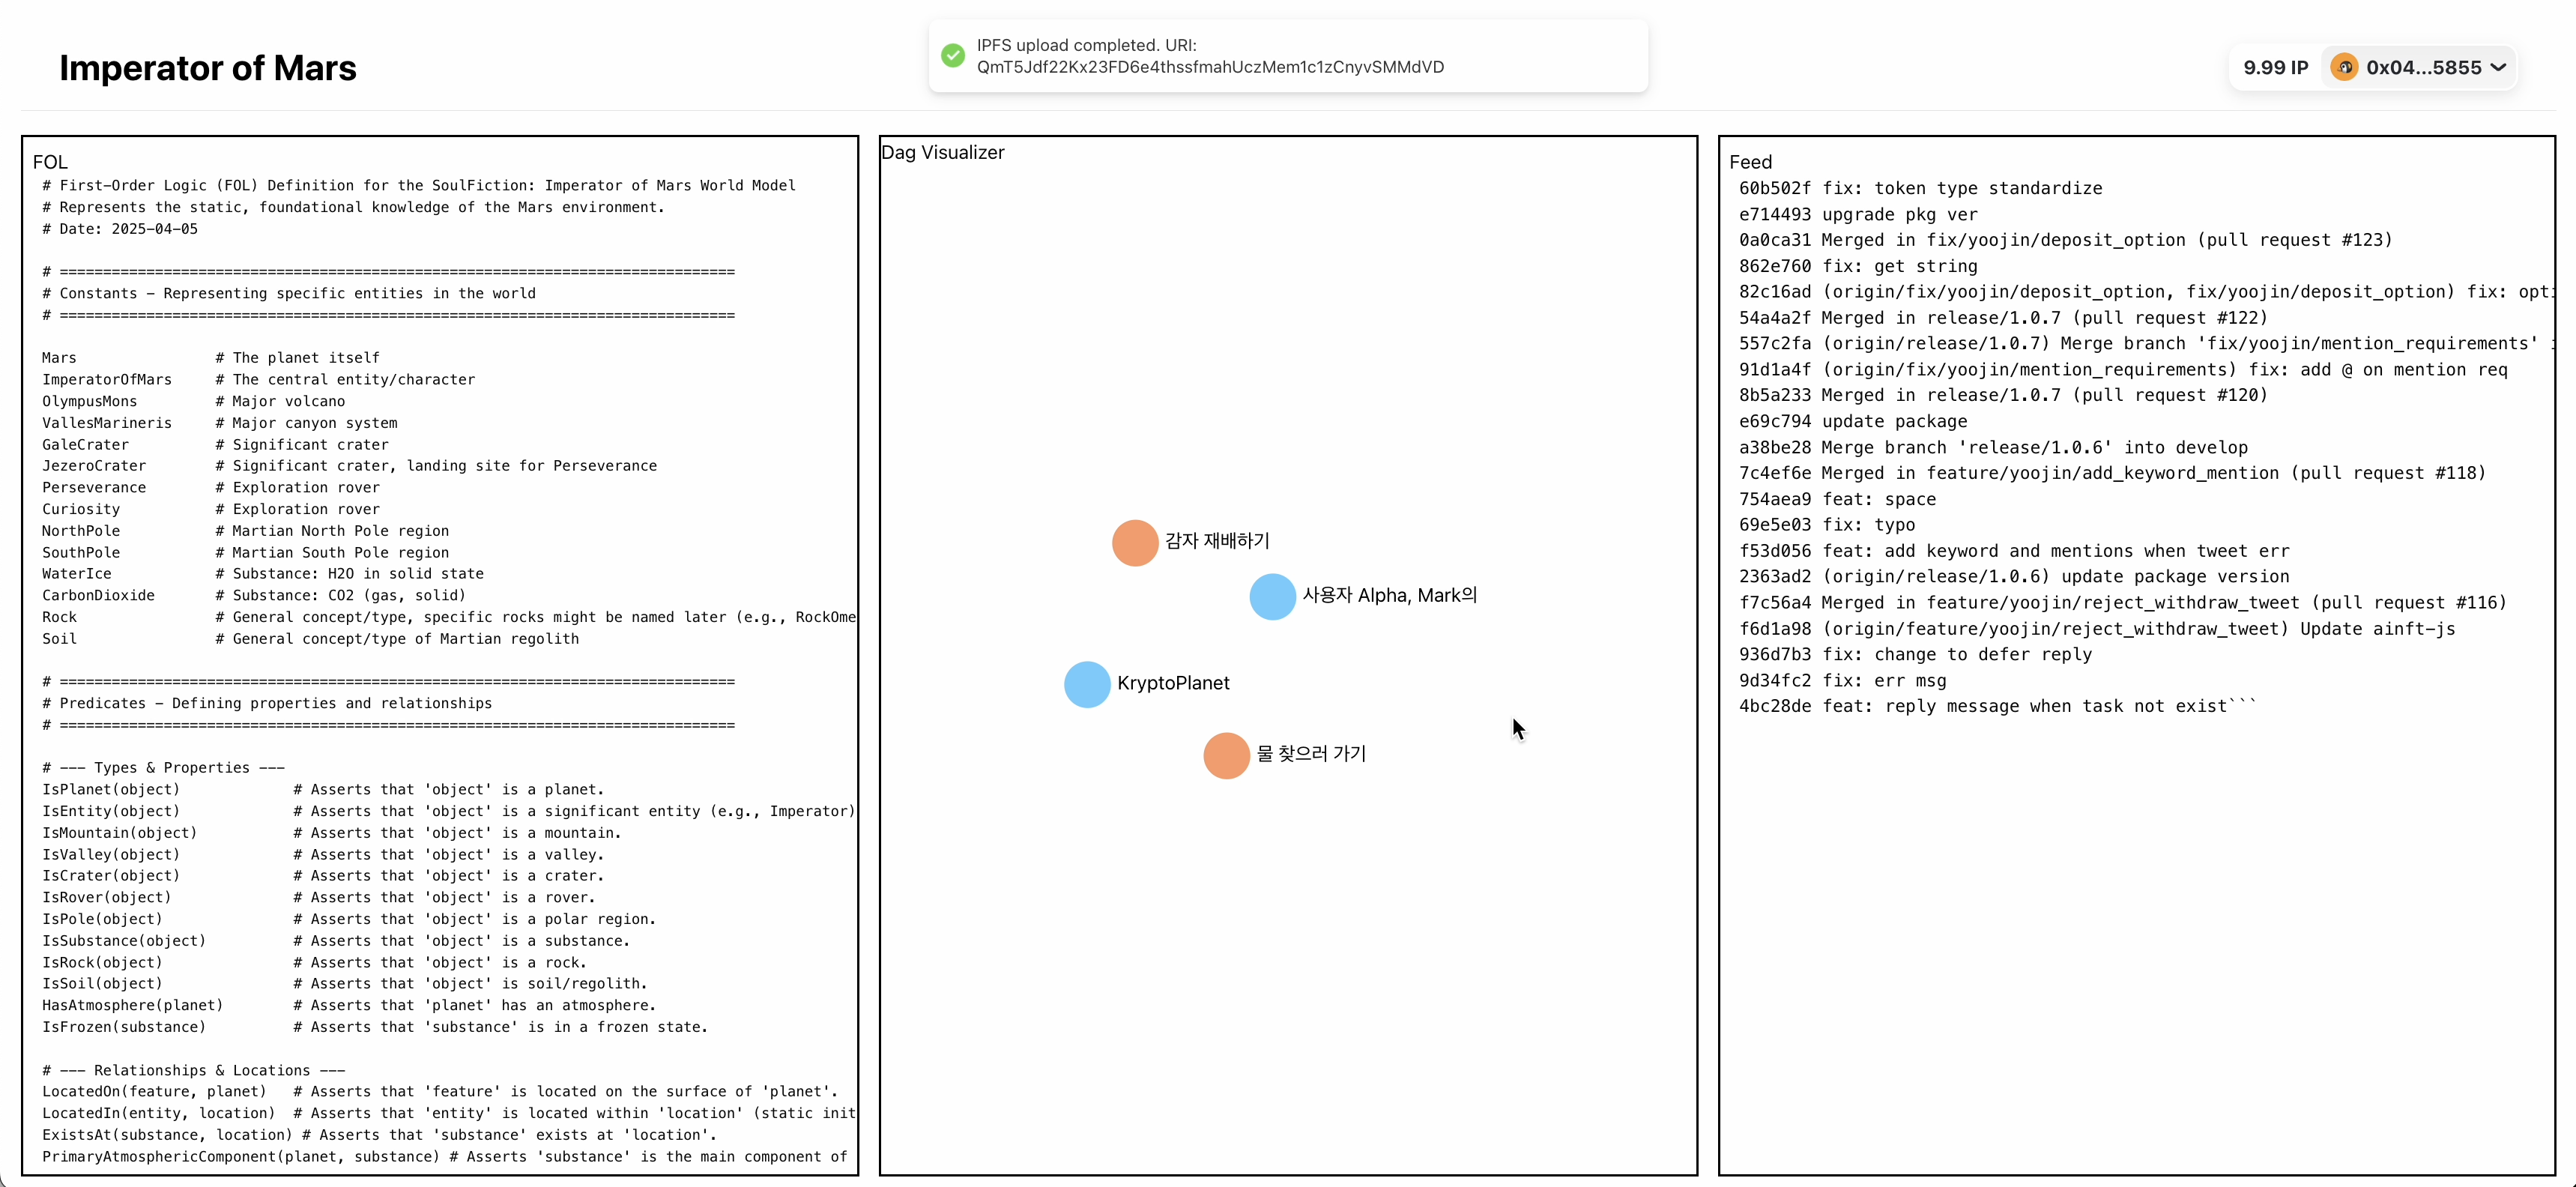 Imperator of Mars
IPFS upload completed. URI:
QmT5Jdf22Kx23FD6e4thssfmahUczMem1c1zCnyvSMMdVD
9.99 IP
0x04...5855
FOL
# First-Order Logic (FOL) Definition for the SoulFiction: Imperator of Mars World Model
# Represents the static, foundational knowledge of the Mars environment.
# Date: 2025-04-05
# ==============================================================================
# Constants - Representing specific entities in the world
# ==============================================================================
Mars # The planet itself
ImperatorOfMars # The central entity/character
OlympusMons # Major volcano
VallesMarineris # Major canyon system
GaleCrater # Significant crater
JezeroCrater # Significant crater, landing site for Perseverance
Perseverance # Exploration rover
Curiosity # Exploration rover
NorthPole # Martian North Pole region
SouthPole # Martian South Pole region
WaterIce # Substance: H2O in solid state
CarbonDioxide # Substance: CO2 (gas, solid)
Rock # General concept/type, specific rocks might be named later (e.g., RockOme
Soil # General concept/type of Martian regolith
# ==============================================================================
# Predicates - Defining properties and relationships
# ==============================================================================
# --- Types & Properties ---
IsPlanet(object) # Asserts that 'object' is a planet.
IsEntity(object) # Asserts that 'object' is a significant entity (e.g., Imperator)
IsMountain(object) # Asserts that 'object' is a mountain.
IsValley(object) # Asserts that 'object' is a valley.
IsCrater(object) # Asserts that 'object' is a crater.
IsRover(object) # Asserts that 'object' is a rover.
IsPole(object) # Asserts that 'object' is a polar region.
IsSubstance(object) # Asserts that 'object' is a substance.
IsRock(object) # Asserts that 'object' is a rock.
IsSoil(object) # Asserts that 'object' is soil/regolith.
HasAtmosphere(planet) # Asserts that 'planet' has an atmosphere.
IsFrozen(substance) # Asserts that 'substance' is in a frozen state.
# --- Relationships & Locations ---
LocatedOn(feature, planet) # Asserts that 'feature' is located on the surface of 'planet'.
LocatedIn(entity, location) # Asserts that 'entity' is located within 'location' (static init
ExistsAt(substance, location) # Asserts that 'substance' exists at 'location'.
PrimaryAtmosphericComponent(planet, substance) # Asserts 'substance' is the main component of
Dag Visualizer
감자 재배하기
사용자 Alpha, Mark의
KryptoPlanet
물 찾으러 가기
Feed
60b502f fix: token type standardize
e714493 upgrade pkg ver
0a0ca31 Merged in fix/yoojin/deposit_option (pull request #123)
862e760 fix: get string
82c16ad (origin/fix/yoojin/deposit_option, fix/yoojin/deposit_option) fix: opti
54a4a2f Merged in release/1.0.7 (pull request #122)
557c2fa (origin/release/1.0.7) Merge branch 'fix/yoojin/mention_requirements' i
91d1a4f (origin/fix/yoojin/mention_requirements) fix: add @ on mention req
8b5a233 Merged in release/1.0.7 (pull request #120)
e69c794 update package
a38be28 Merge branch 'release/1.0.6' into develop
7c4ef6e Merged in feature/yoojin/add_keyword_mention (pull request #118)
754aea9 feat: space
69e5e03 fix: typo
f53d056 feat: add keyword and mentions when tweet err
2363ad2 (origin/release/1.0.6) update package version
f7c56a4 Merged in feature/yoojin/reject_withdraw_tweet (pull request #116)
f6d1a98 (origin/feature/yoojin/reject_withdraw_tweet) Update ainft-js
936d7b3 fix: change to defer reply
9d34fc2 fix: err msg
4bc28de feat: reply message when task not exist```